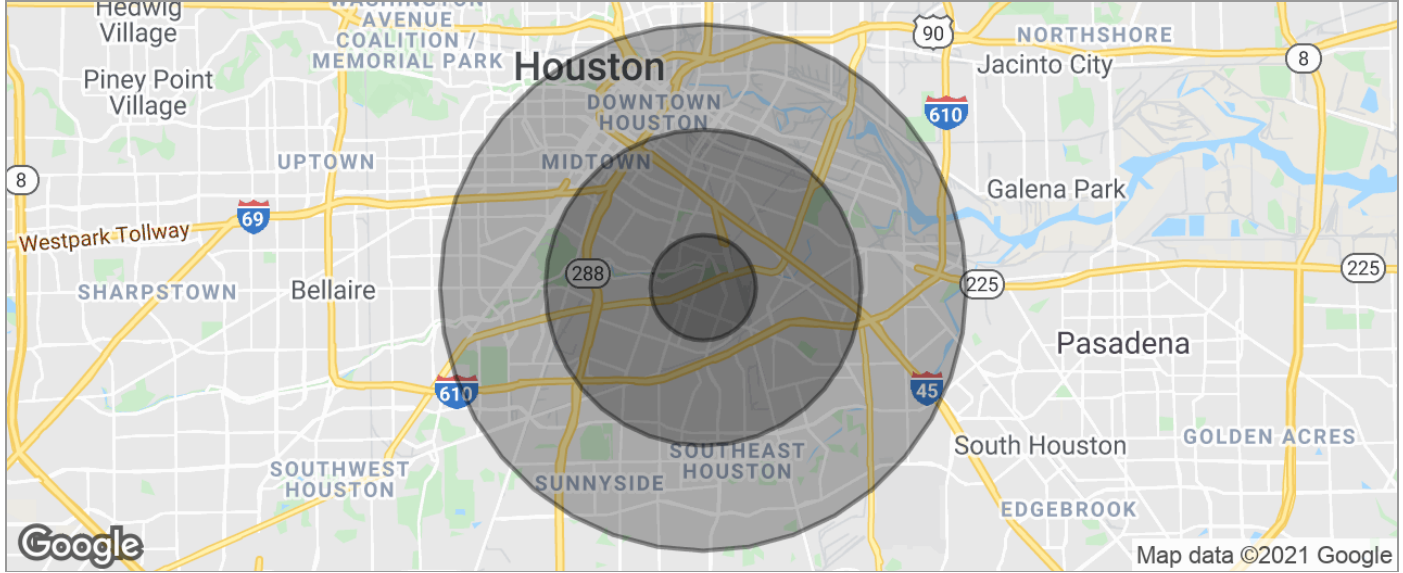 Hedwig
Village
WASHINGTON
AVENUE
COALITION /
MEMORIAL PARK
Houston
90
NORTHSHORE
Jacinto City
8
Piney Point
Village
DOWNTOWN
HOUSTON
610
UPTOWN
MIDTOWN
8
Galena Park
69
Westpark Tollway
288
225
225
SHARPSTOWN
Bellaire
Pasadena
610
45
SOUTHEAST
HOUSTON
South Houston
GOLDEN ACRES
SOUTHWEST
HOUSTON
SUNNYSIDE
EDGEBROOK
Google
Map data ©2021 Google